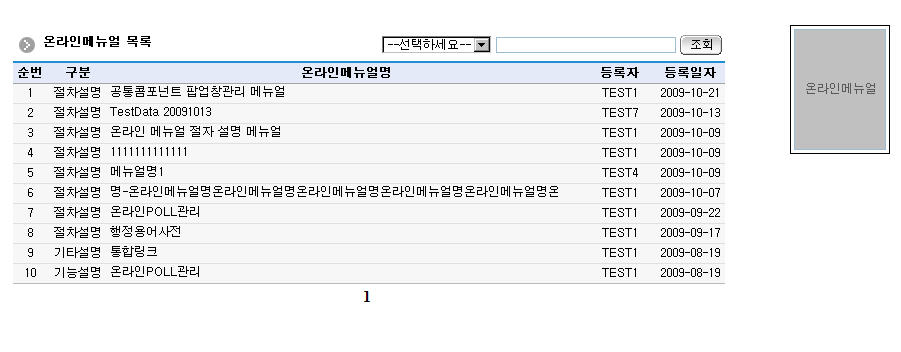 온라인메뉴얼 목록 --선택하세요-- 조회
순번 구분 온라인메뉴얼명 등록자 등록일자
1 절차설명 공통콤포넌트 팝업창관리 메뉴얼 TEST1 2009-10-21
2 절차설명 TestData 20091013 TEST7 2009-10-13
3 절차설명 온라인 메뉴얼 절자 설명 메뉴얼 TEST1 2009-10-09
4 절차설명 1111111111111 TEST1 2009-10-09
5 절차설명 메뉴얼명1 TEST4 2009-10-09
6 절차설명 명-온라인메뉴얼명온라인메뉴얼명온라인메뉴얼명온라인메뉴얼명온라인메뉴얼명온 TEST1 2009-10-07
7 절차설명 온라인POLL관리 TEST1 2009-09-22
8 절차설명 행정용어사전 TEST1 2009-09-17
9 기타설명 통합링크 TEST1 2009-08-19
10 기능설명 온라인POLL관리 TEST1 2009-08-19
1
온라인메뉴얼